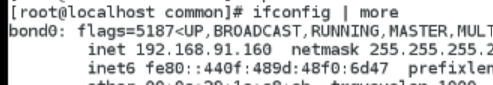 [root@localhost common]# ifconfig | more
bond0: flags=5187<UP,BROADCAST,RUNNING,MASTER,MULT
inet 192.168.91.160 netmask 255.255.255.2
inet6 fe80::440f:489d:48f0:6d47 prefixlen